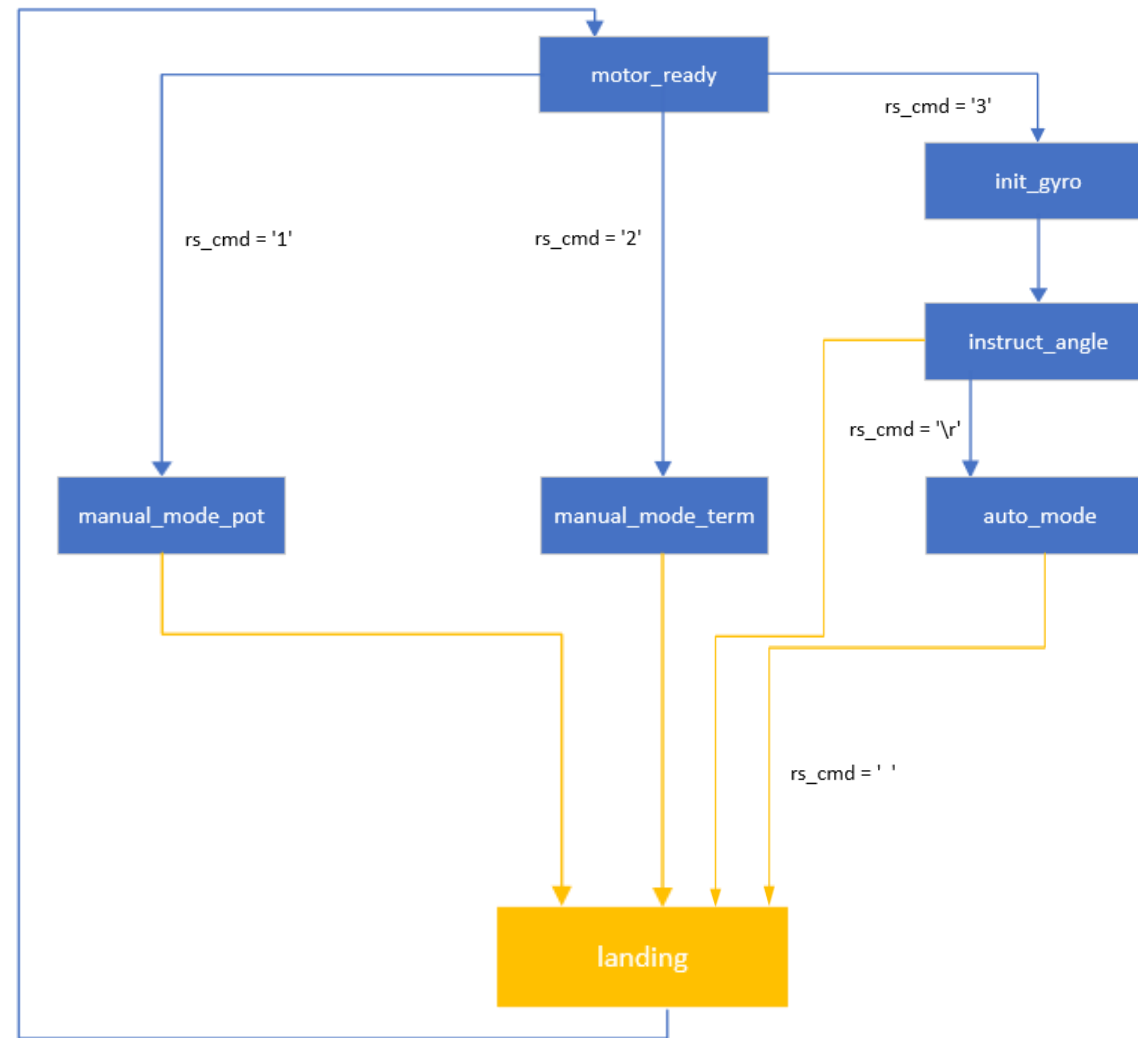 motor_ready
rs_cmd = '3'
init_gyro
rs_cmd = '1'
rs_cmd = '2'
instruct_angle
rs_cmd = '\r'
manual_mode_pot
manual_mode_term
auto_mode
rs_cmd = ' '
landing